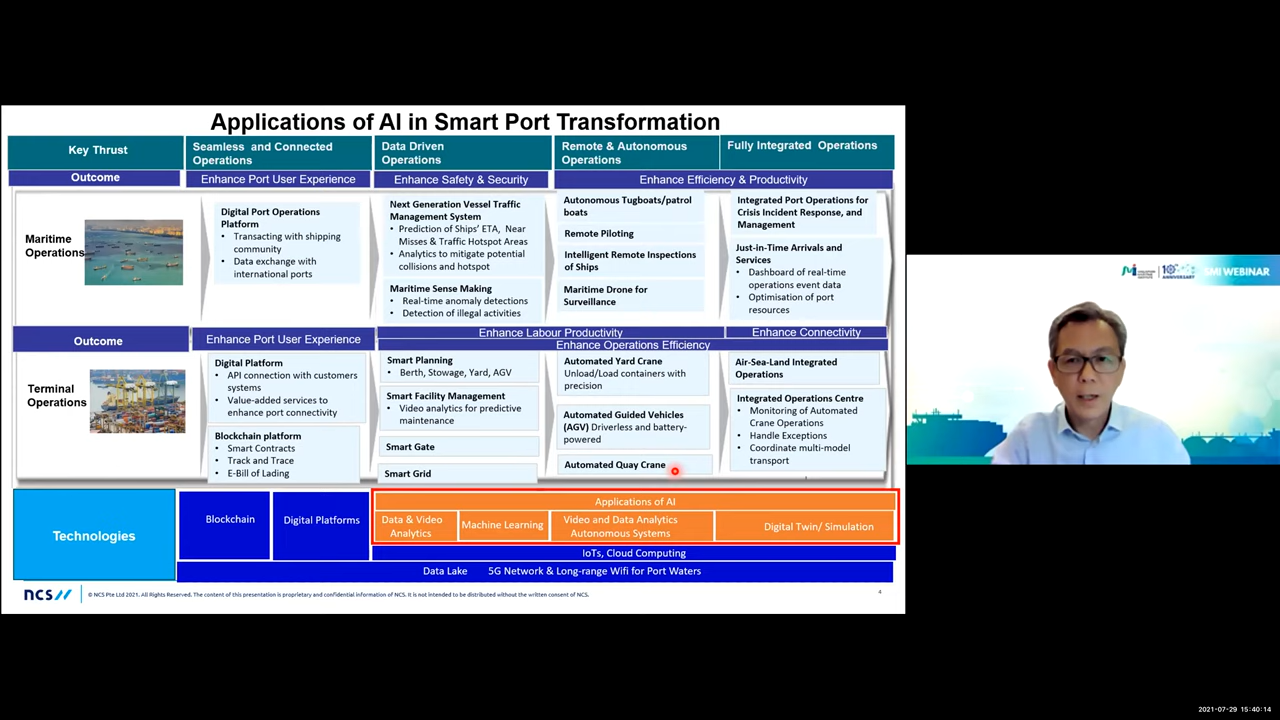 Applications of AI in Smart Port Transformation
Key Thrust
Seamless and Connected
Operations
Data Driven
Operations
Remote & Autonomous
Operations
Fully Integrated Operations
Outcome
Enhance Port User Experience
Enhance Safety & Security
Enhance Efficiency & Productivity
Maritime
Operations
Digital Port Operations
Platform
• Transacting with shipping
community
• Data exchange with
international ports
Next Generation Vessel Traffic
Management System
• Prediction of Ships' ETA, Near
Misses & Traffic Hotspot Areas
• Analytics to mitigate potential
collisions and hotspot
Maritime Sense Making
• Real-time anomaly detections
• Detection of illegal activities
Autonomous Tugboats/patrol
boats
Remote Piloting
Intelligent Remote Inspections
of Ships
Maritime Drone for
Surveillance
Integrated Port Operations for
Crisis Incident Response, and
Management
Just-in-Time Arrivals and
Services
• Dashboard of real-time
operations event data
• Optimisation of port
resources
Outcome
Enhance Port User Experience
Enhance Labour Productivity
Enhance Connectivity
Enhance Operations Efficiency
Terminal
Operations
Digital Platform
• API connection with customers
systems
• Value-added services to
enhance port connectivity
Blockchain platform
• Smart Contracts
• Track and Trace
• E-Bill of Lading
Smart Planning
• Berth, Stowage, Yard, AGV
Smart Facility Management
• Video analytics for predictive
maintenance
Smart Gate
Smart Grid
Automated Yard Crane
Unload/Load containers with
precision
Automated Guided Vehicles
(AGV) Driverless and battery-
powered
Automated Quay Crane
Air-Sea-Land Integrated
Operations
Integrated Operations Centre
• Monitoring of Automated
Crane Operations
• Handle Exceptions
• Coordinate multi-model
transport
Technologies
Blockchain
Digital Platforms
Applications of AI
Data & Video
Analytics
Machine Learning
Video and Data Analytics
Autonomous Systems
Digital Twin/ Simulation
IoTs, Cloud Computing
Data Lake 5G Network & Long-range Wifi for Port Waters
ncs//
© NCS Pte Ltd 2021. All Rights Reserved. The content of this presentation is proprietary and confidential information of NCS. It is not intended to be distributed without the written consent of NCS.
4
SMI WEBINAR
2021-07-29 15:40:14